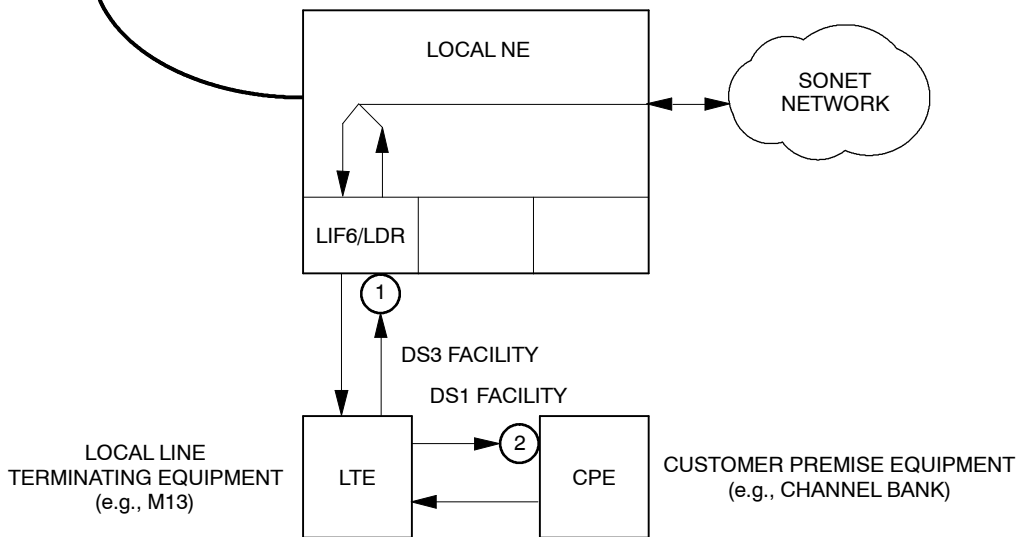 LOCAL NE
SONET
NETWORK
LIF6/LDR
1
DS3 FACILITY
DS1 FACILITY
2
LOCAL LINE
TERMINATING EQUIPMENT
(e.g., M13)
LTE
CPE
CUSTOMER PREMISE EQUIPMENT
(e.g., CHANNEL BANK)